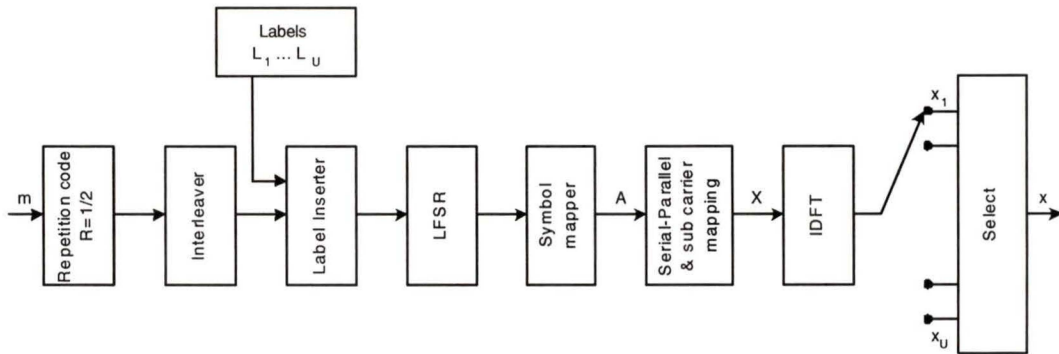 Labels
L1 ... LU
m
Repetition code
R=1/2
Interleaver
Label Inserter
LFSR
Symbol
mapper
A
Serial-Parallel
& sub carrier
mapping
X
IDFT
x1
xU
Select
x